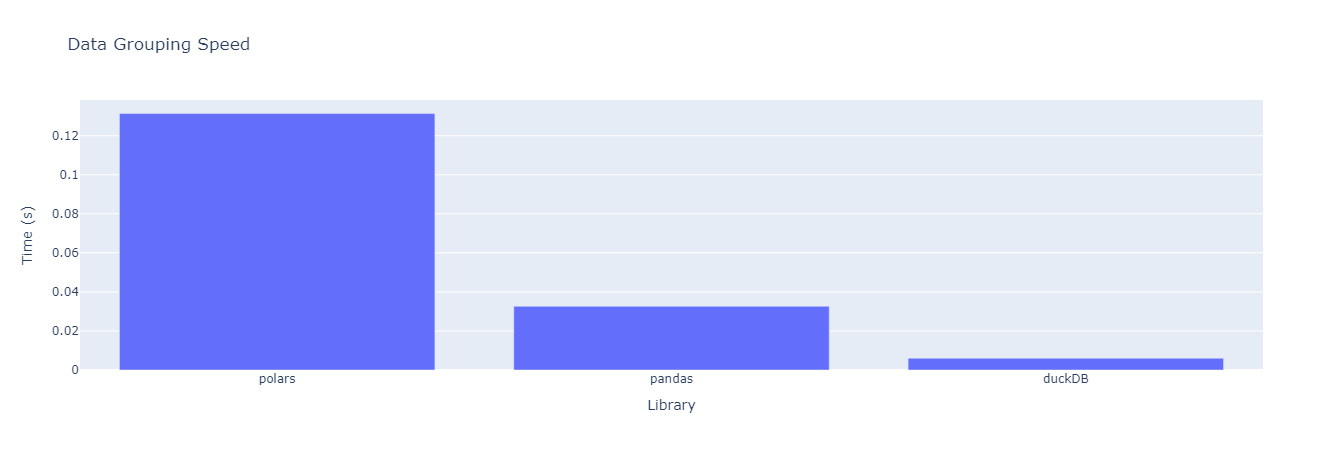 Data Grouping Speed
Time (s)
0.12
0.1
0.08
0.06
0.04
0.02
0
polars
pandas
duckDB
Library